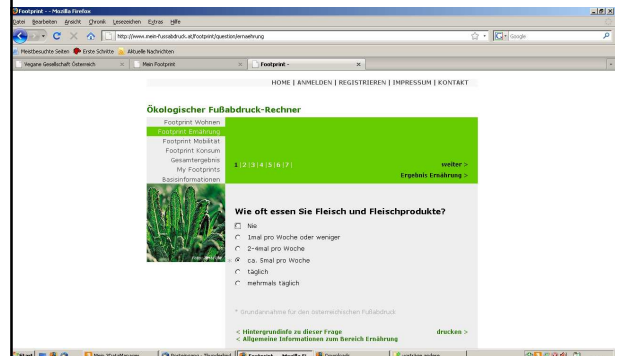 Footprint - - Mozilla Firefox
Datei Bearbeiten Ansicht Chronik Lesezeichen Extras Hilfe
http://www.mein-fussabdruck.at/footprint/question/ernaehrung
Google
Meistbesuchte Seiten Erste Schritte Aktuelle Nachrichten
Vegane Gesellschaft Österreich Mein Footprint Footprint -
HOME | ANMELDEN | REGISTRIEREN | IMPRESSUM | KONTAKT
Ökologischer Fußabdruck-Rechner
Footprint Wohnen
Footprint Ernährung
Footprint Mobilität
Footprint Konsum
Gesamtergebnis
My Footprints
Basisinformationen
1 | 2 | 3 | 4 | 5 | 6 | 7 |
weiter >
Ergebnis Ernährung >
Wie oft essen Sie Fleisch und Fleischprodukte?
Nie
1mal pro Woche oder weniger
2-4mal pro Woche
* ca. 5mal pro Woche
täglich
mehrmals täglich
* Grundannahme für den österreichischen Fußabdruck
< Hintergrundinfo zu dieser Frage
drucken >
< Allgemeine Informationen zum Bereich Ernährung